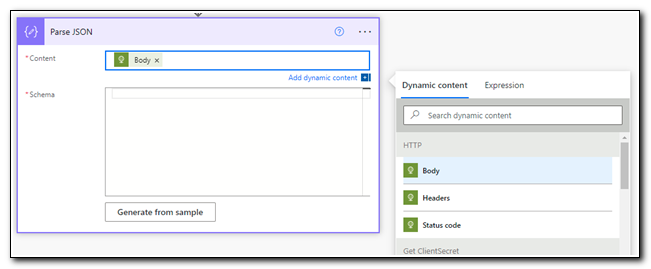 Parse JSON
* Content
Body ×
Add dynamic content
* Schema
Generate from sample
Dynamic content Expression
Search dynamic content
HTTP
Body
Headers
Status code
Get ClientSecret